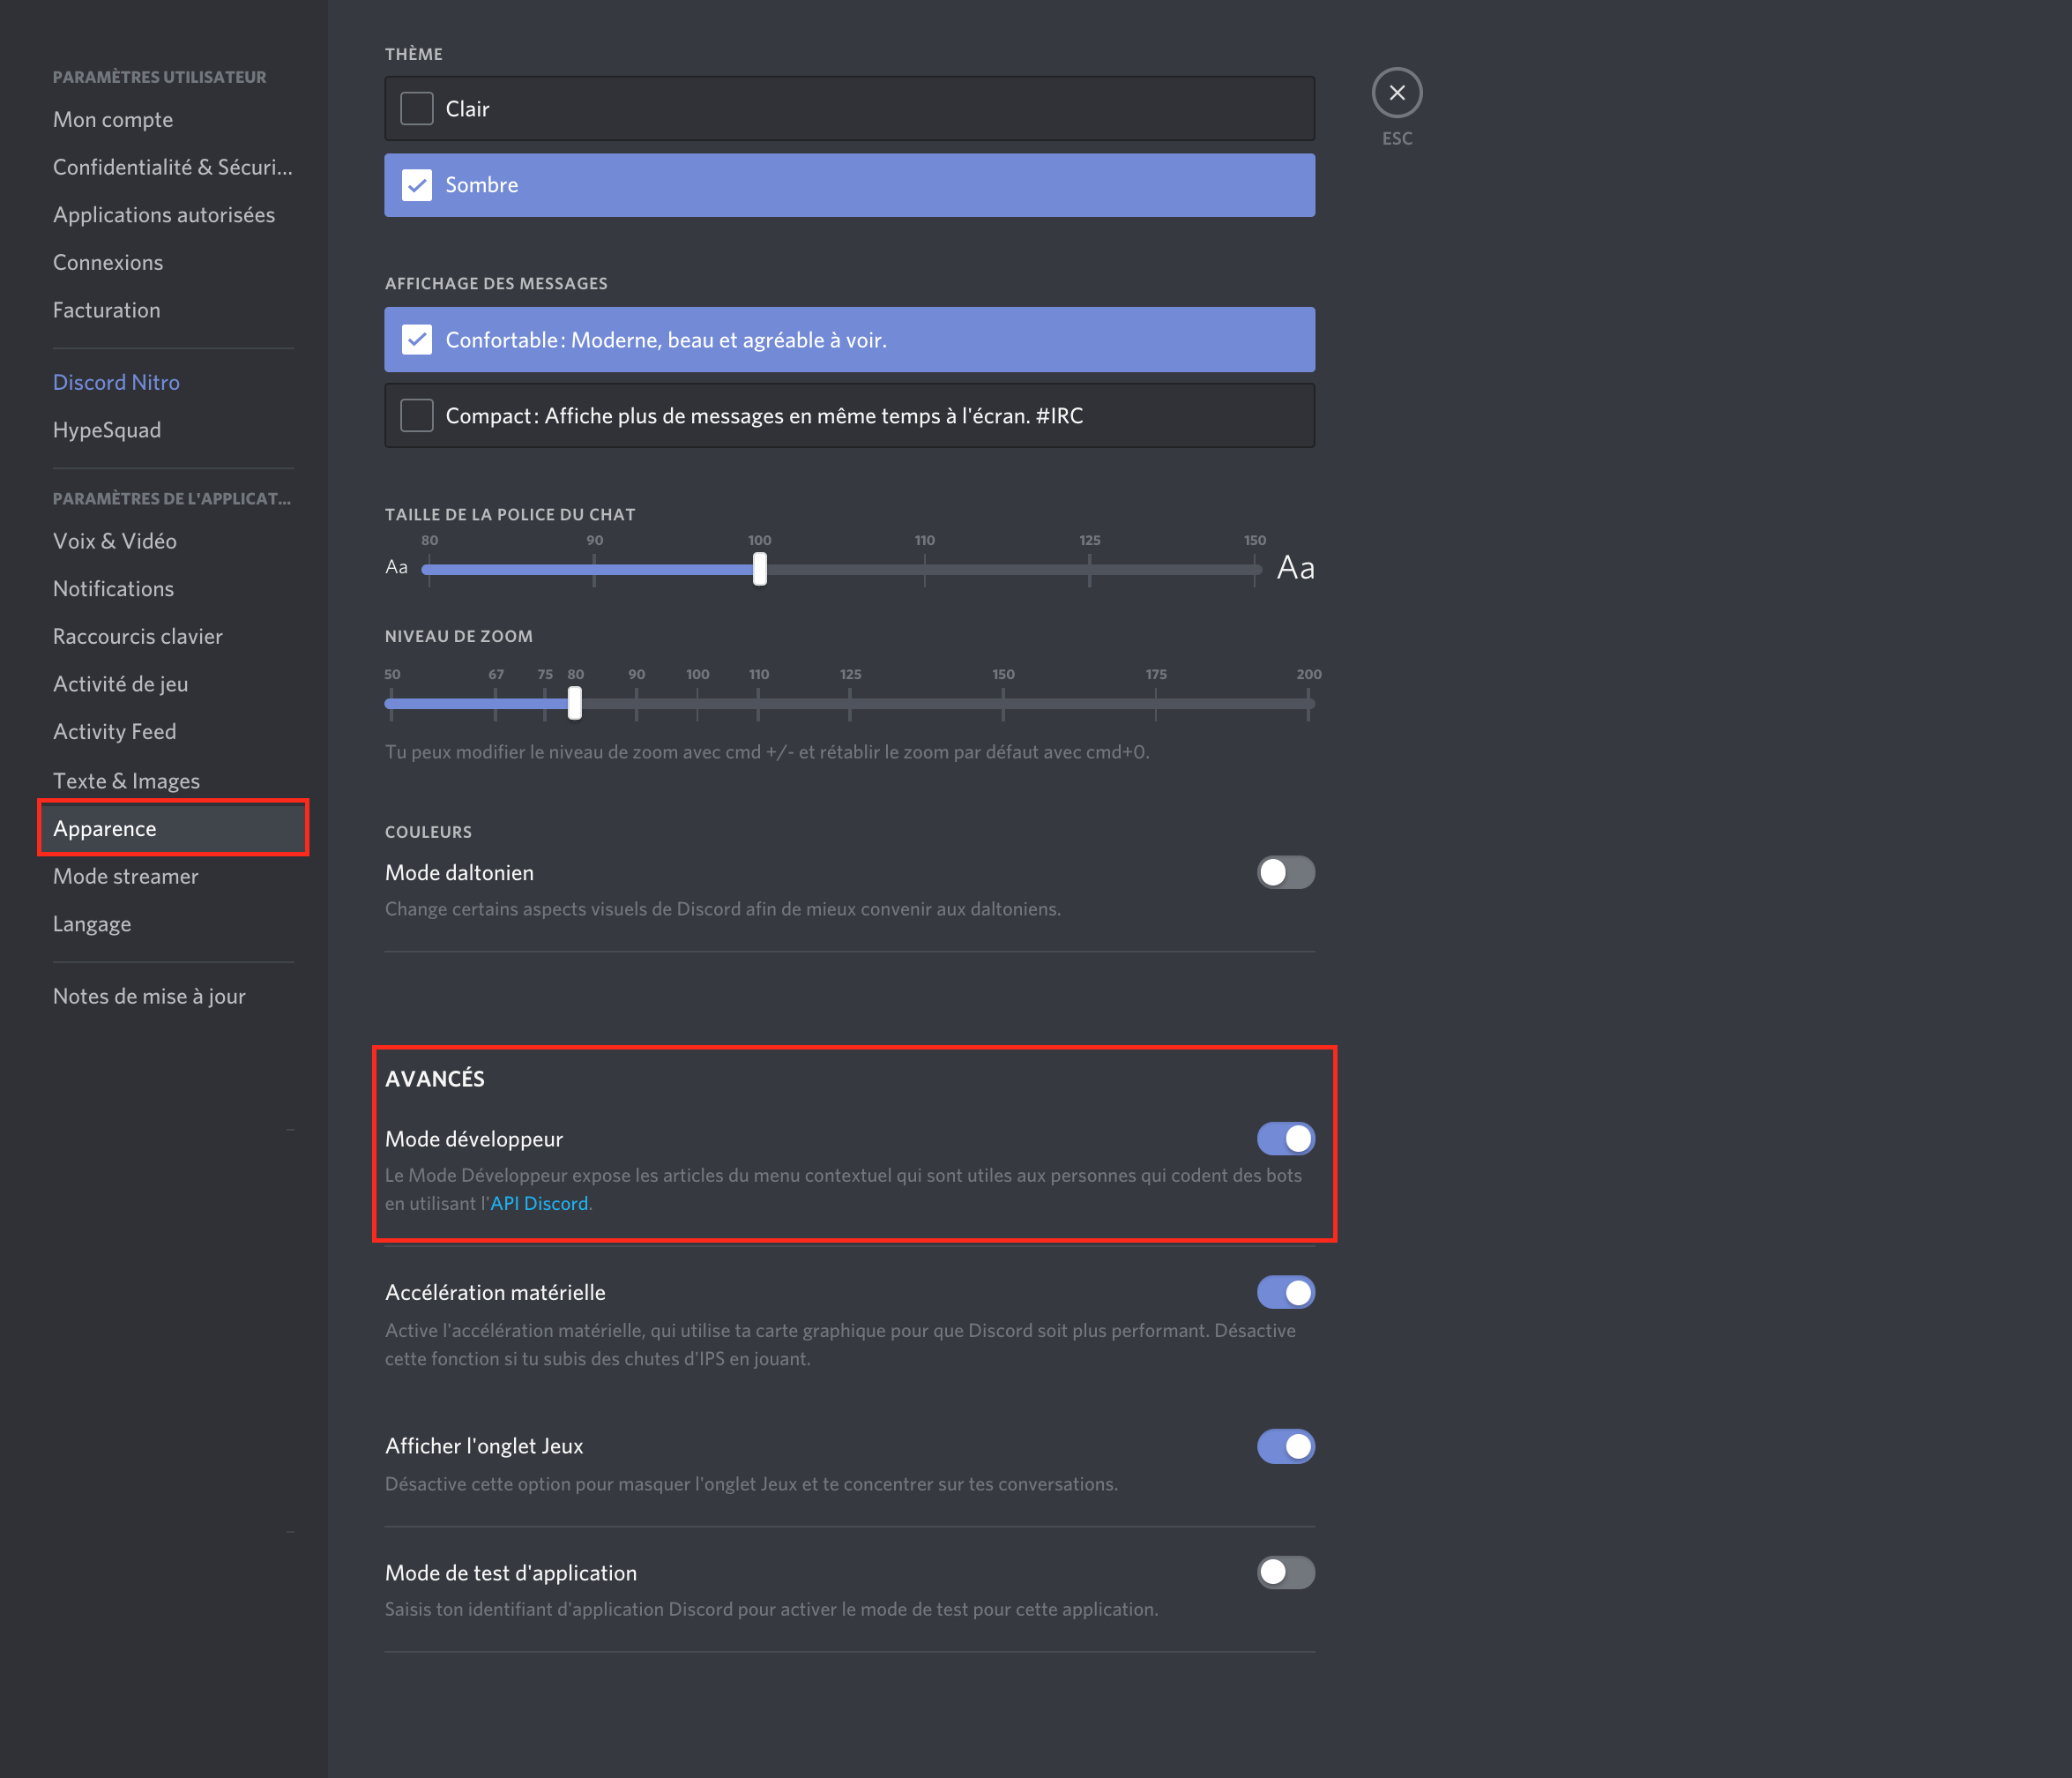 PARAMÈTRES UTILISATEUR
Mon compte
Confidentialité & Sécuri...
Applications autorisées
Connexions
Facturation
Discord Nitro
HypeSquad
PARAMÈTRES DE L'APPLICAT...
Voix & Vidéo
Notifications
Raccourcis clavier
Activité de jeu
Activity Feed
Texte & Images
Apparence
Mode streamer
Langage
Notes de mise à jour
THÈME
Clair
Sombre
ESC
AFFICHAGE DES MESSAGES
Confortable : Moderne, beau et agréable à voir.
Compact : Affiche plus de messages en même temps à l'écran. #IRC
TAILLE DE LA POLICE DU CHAT
80 90 100 110 125 150
Aa Aa
NIVEAU DE ZOOM
50 67 75 80 90 100 110 125 150 175 200
Tu peux modifier le niveau de zoom avec cmd +/- et rétablir le zoom par défaut avec cmd+0.
COULEURS
Mode daltonien
Change certains aspects visuels de Discord afin de mieux convenir aux daltoniens.
AVANCÉS
Mode développeur
Le Mode Développeur expose les articles du menu contextuel qui sont utiles aux personnes qui codent des bots
en utilisant l'API Discord.
Accélération matérielle
Active l'accélération matérielle, qui utilise ta carte graphique pour que Discord soit plus performant. Désactive
cette fonction si tu subis des chutes d'IPS en jouant.
Afficher l'onglet Jeux
Désactive cette option pour masquer l'onglet Jeux et te concentrer sur tes conversations.
Mode de test d'application
Saisis ton identifiant d'application Discord pour activer le mode de test pour cette application.